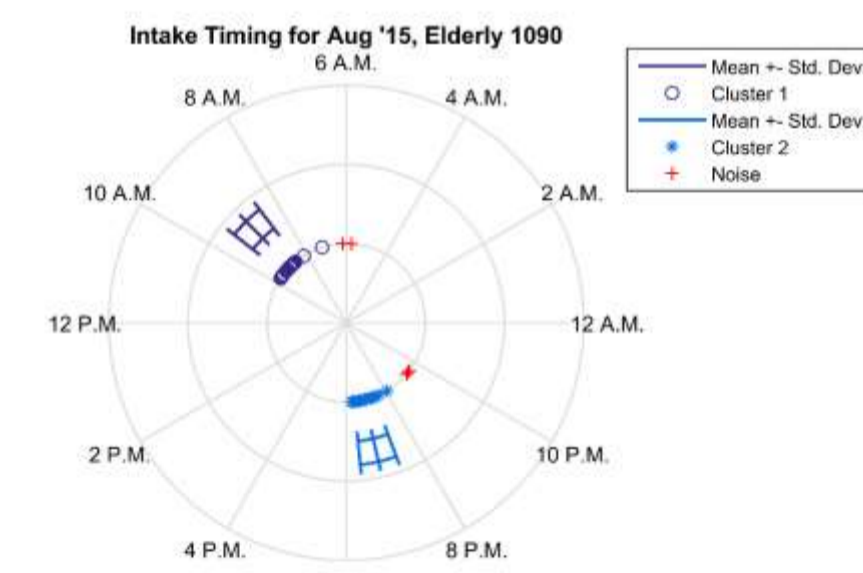 Intake Timing for Aug '15, Elderly 1090
6 A.M.
8 A.M.
4 A.M.
10 A.M.
2 A.M.
12 P.M.
12 A.M.
2 P.M.
10 P.M.
4 P.M.
8 P.M.
Mean +- Std. Dev
Cluster 1
Mean +- Std. Dev
Cluster 2
Noise